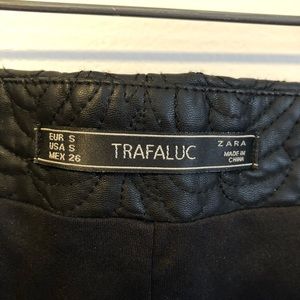 EUR S
USA S
MEX 26
TRAFALUC
ZARA
MADE IN
CHINA